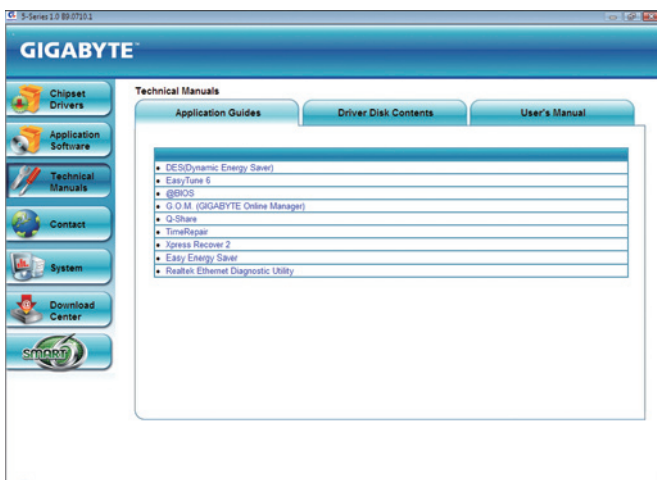 5-Series 1.0 B9.0710.1
GIGABYTE™
Chipset
Drivers
Application
Software
Technical
Manuals
Contact
System
Download
Center
SMART 6
Technical Manuals
Application Guides
Driver Disk Contents
User's Manual
DES(Dynamic Energy Saver)
EasyTune 6
@BIOS
G.O.M. (GIGABYTE Online Manager)
Q-Share
TimeRepair
Xpress Recover 2
Easy Energy Saver
Realtek Ethernet Diagnostic Utility